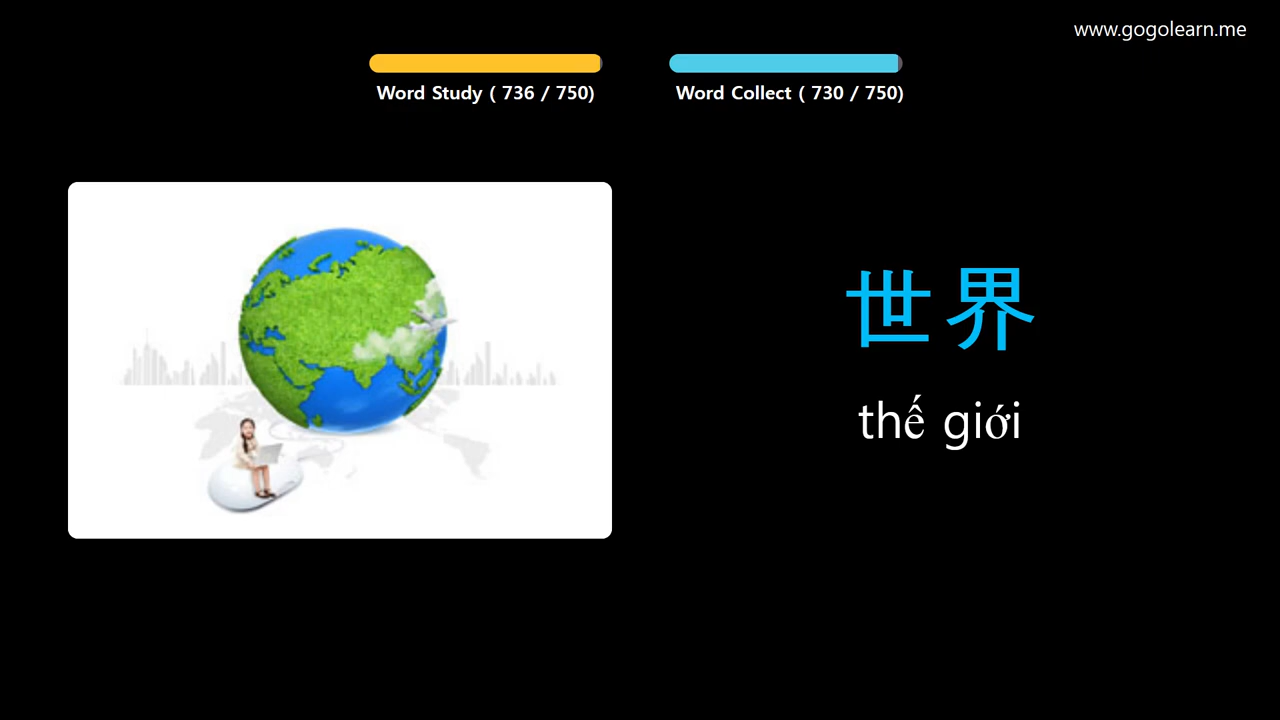 www.gogolearn.me
Word Study ( 736 / 750)
Word Collect ( 730 / 750)
世界
thế giới